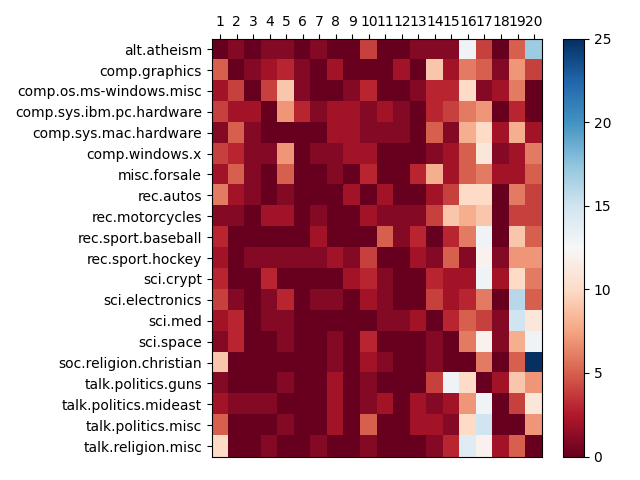 1 2 3 4 5 6 7 8 9 10 11 12 13 14 15 16 17 18 19 20
alt.atheism
comp.graphics
comp.os.ms-windows.misc
comp.sys.ibm.pc.hardware
comp.sys.mac.hardware
comp.windows.x
misc.forsale
rec.autos
rec.motorcycles
rec.sport.baseball
rec.sport.hockey
sci.crypt
sci.electronics
sci.med
sci.space
soc.religion.christian
talk.politics.guns
talk.politics.mideast
talk.politics.misc
talk.religion.misc
25
20
15
10
5
0